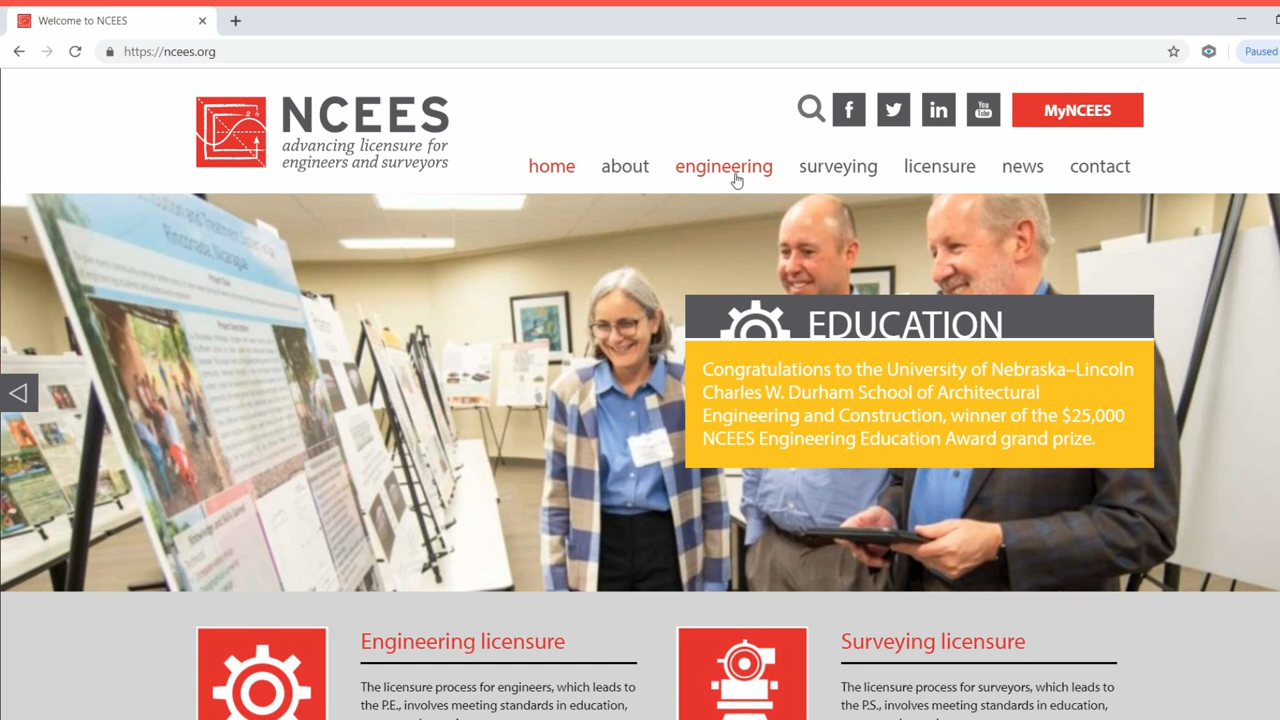 Welcome to NCEES
https://ncees.org
Paused
NCEES
advancing licensure for
engineers and surveyors
f
in
You
Tube
MyNCEES
home about engineering surveying licensure news contact
EDUCATION
Congratulations to the University of Nebraska–Lincoln
Charles W. Durham School of Architectural
Engineering and Construction, winner of the $25,000
NCEES Engineering Education Award grand prize.
Engineering licensure
The licensure process for engineers, which leads to
the P.E., involves meeting standards in education,
Surveying licensure
The licensure process for surveyors, which leads to
the P.S., involves meeting standards in education,